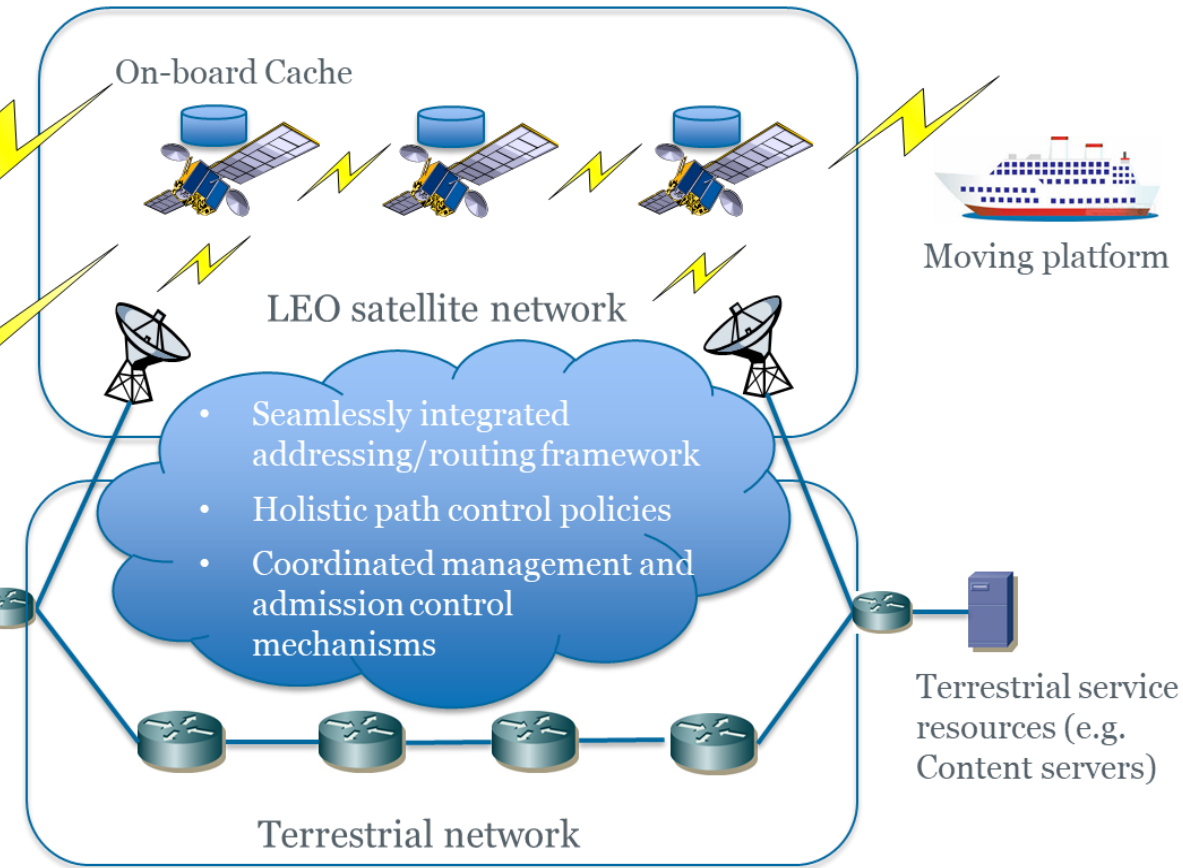 On-board Cache
Moving platform
LEO satellite network
• Seamlessly integrated
addressing/routing framework
• Holistic path control policies
• Coordinated management and
admission control
mechanisms
Terrestrial service
resources (e.g.
Content servers)
Terrestrial network